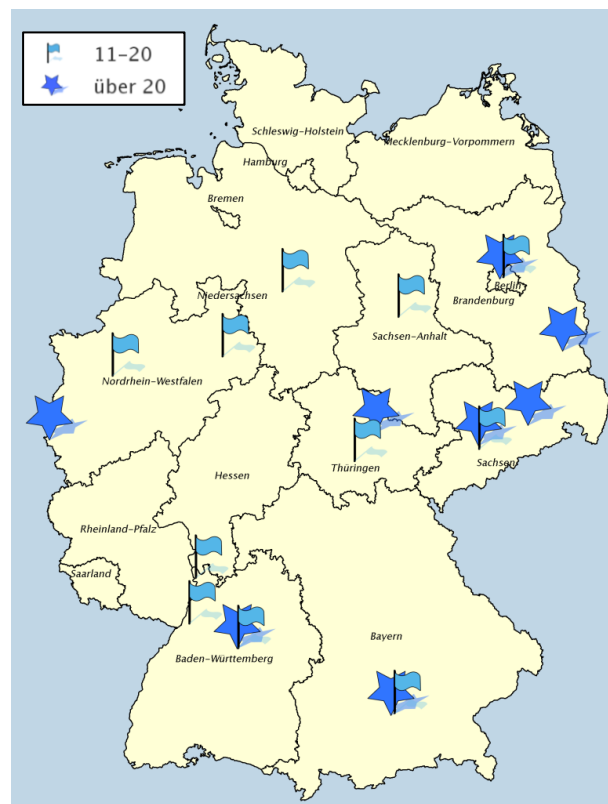 11–20
über 20
Schleswig–Holstein
Mecklenburg–Vorpommern
Hamburg
Bremen
Niedersachsen
Berlin
Brandenburg
Sachsen–Anhalt
Nordrhein–Westfalen
Hessen
Thüringen
Sachsen
Rheinland–Pfalz
Saarland
Bayern
Baden–Württemberg